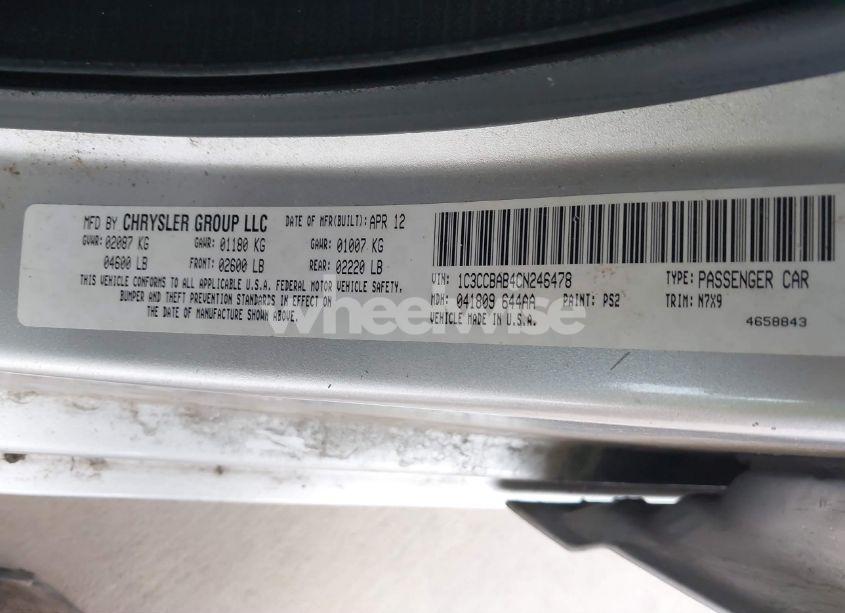 MFD BY CHRYSLER GROUP LLC DATE OF MFR(BUILT): APR 12
GVWR: 02087 KG GAWR: 01180 KG GAWR: 01007 KG
04600 LB FRONT: 02600 LB REAR: 02220 LB
THIS VEHICLE CONFORMS TO ALL APPLICABLE U.S.A. FEDERAL MOTOR VEHICLE SAFETY,
BUMPER AND THEFT PREVENTION STANDARDS IN EFFECT ON
THE DATE OF MANUFACTURE SHOWN ABOVE.
VIN: 1C3CCBAB4CN246478 TYPE: PASSENGER CAR
MDH: 041809 644AA PAINT: PS2 TRIM: N7X9
VEHICLE MADE IN U.S.A. 4658843
wheelwise